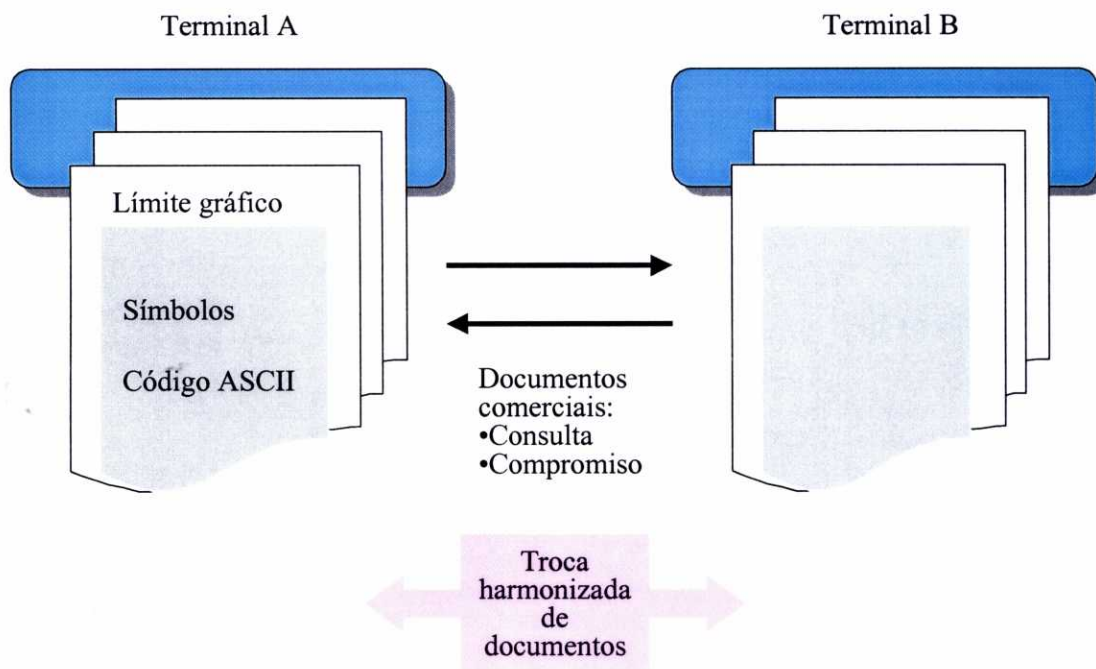 Terminal A
Terminal B
Límite gráfico
Símbolos
Código ASCII
Documentos
comerciais:
•Consulta
•Compromiso
Troca
harmonizada
de
documentos